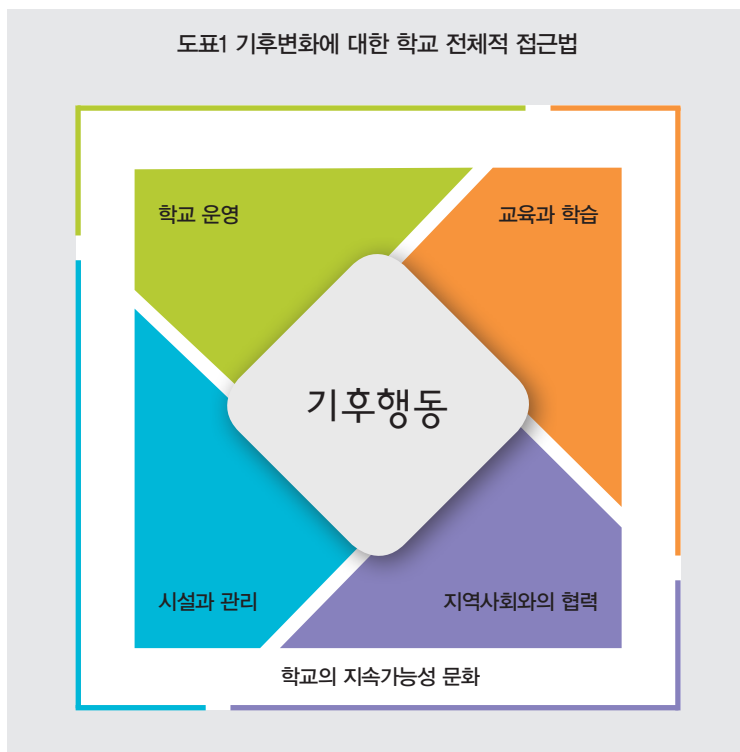 도표1 기후변화에 대한 학교 전체적 접근법
학교 운영
교육과 학습
기후행동
시설과 관리
지역사회와의 협력
학교의 지속가능성 문화